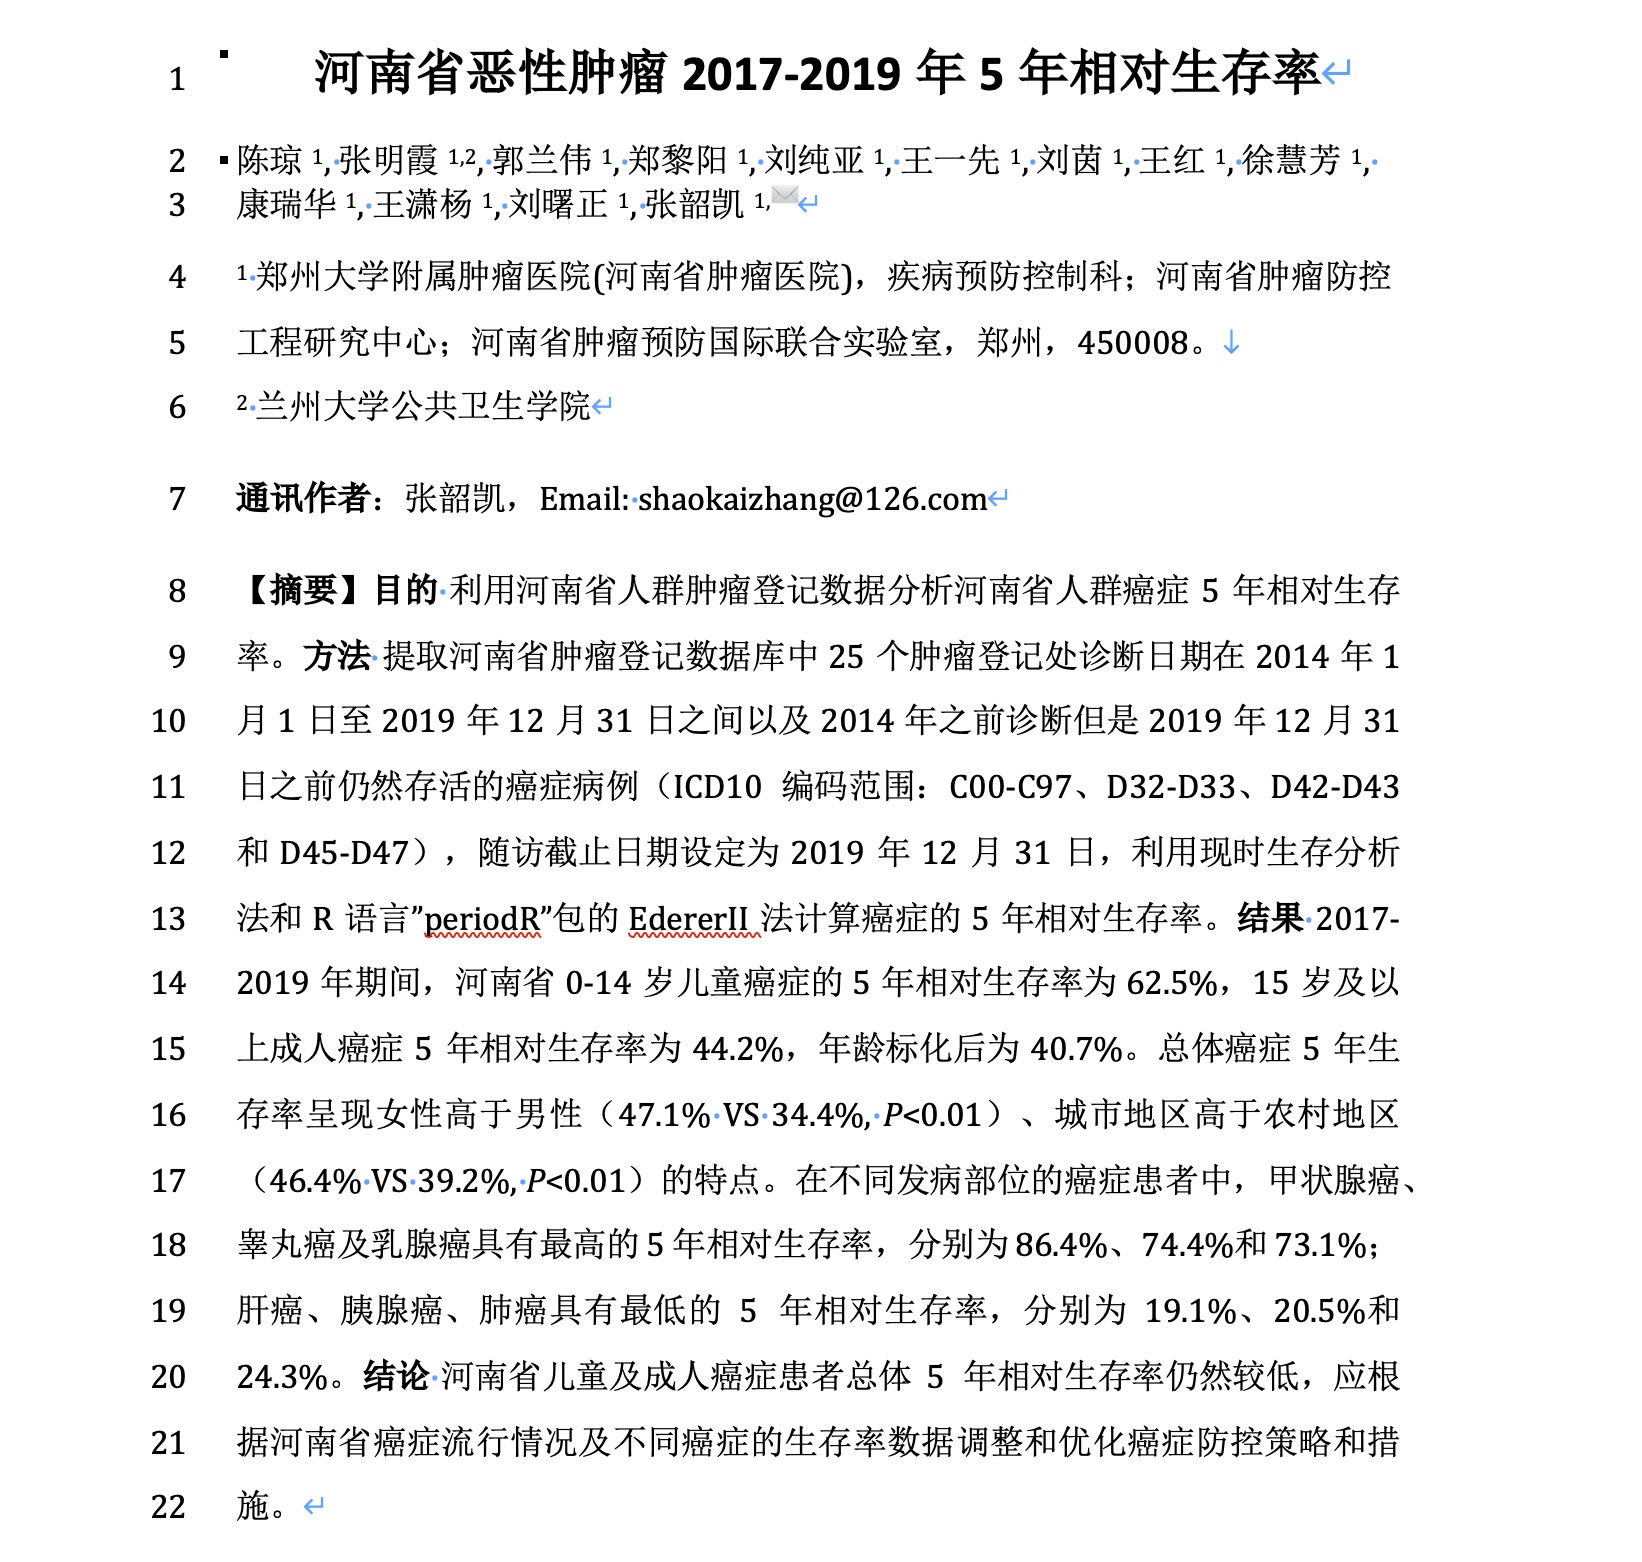 1 河南省恶性肿瘤 2017-2019 年 5 年相对生存率↵
2 陈琼 1, 张明霞 1,2, 郭兰伟 1, 郑黎阳 1, 刘纯亚 1, 王一先 1, 刘茵 1, 王红 1, 徐慧芳 1,
3 康瑞华 1, 王潇杨 1, 刘曙正 1, 张韶凯 1,✉↵
4 1 郑州大学附属肿瘤医院(河南省肿瘤医院)，疾病预防控制科；河南省肿瘤防控
5 工程研究中心；河南省肿瘤预防国际联合实验室，郑州，450008。↓
6 2 兰州大学公共卫生学院↵
7 通讯作者：张韶凯，Email: shaokaizhang@126.com↵
8 【摘要】目的 利用河南省人群肿瘤登记数据分析河南省人群癌症 5 年相对生存
9 率。方法 提取河南省肿瘤登记数据库中 25 个肿瘤登记处诊断日期在 2014 年 1
10 月 1 日至 2019 年 12 月 31 日之间以及 2014 年之前诊断但是 2019 年 12 月 31
11 日之前仍然存活的癌症病例（ICD10 编码范围：C00-C97、D32-D33、D42-D43
12 和 D45-D47），随访截止日期设定为 2019 年 12 月 31 日，利用现时生存分析
13 法和 R 语言”periodR”包的 EdererII 法计算癌症的 5 年相对生存率。结果 2017-
14 2019 年期间，河南省 0-14 岁儿童癌症的 5 年相对生存率为 62.5%，15 岁及以
15 上成人癌症 5 年相对生存率为 44.2%，年龄标化后为 40.7%。总体癌症 5 年生
16 存率呈现女性高于男性（47.1% VS 34.4%, P<0.01）、城市地区高于农村地区
17 （46.4% VS 39.2%, P<0.01）的特点。在不同发病部位的癌症患者中，甲状腺癌、
18 睾丸癌及乳腺癌具有最高的 5 年相对生存率，分别为 86.4%、74.4%和 73.1%；
19 肝癌、胰腺癌、肺癌具有最低的 5 年相对生存率，分别为 19.1%、20.5%和
20 24.3%。结论 河南省儿童及成人癌症患者总体 5 年相对生存率仍然较低，应根
21 据河南省癌症流行情况及不同癌症的生存率数据调整和优化癌症防控策略和措
22 施。↵